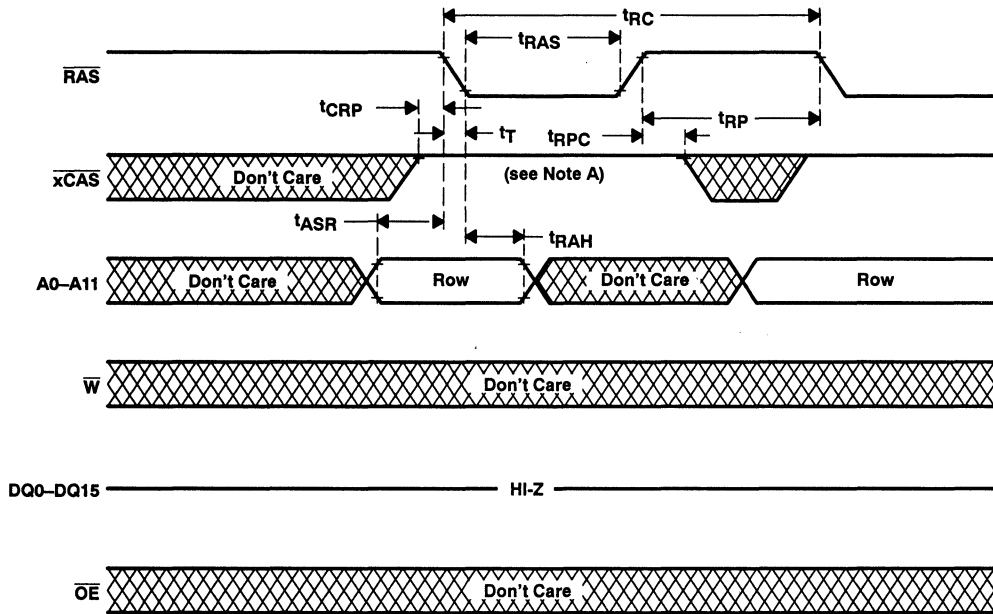 tRC
tRAS
RAS
tCRP
tRP
tT
tRPC
xCAS
Don't Care
(see Note A)
tASR
tRAH
A0–A11
Don't Care
Row
Don't Care
Row
W
Don't Care
DQ0–DQ15
HI-Z
OE
Don't Care